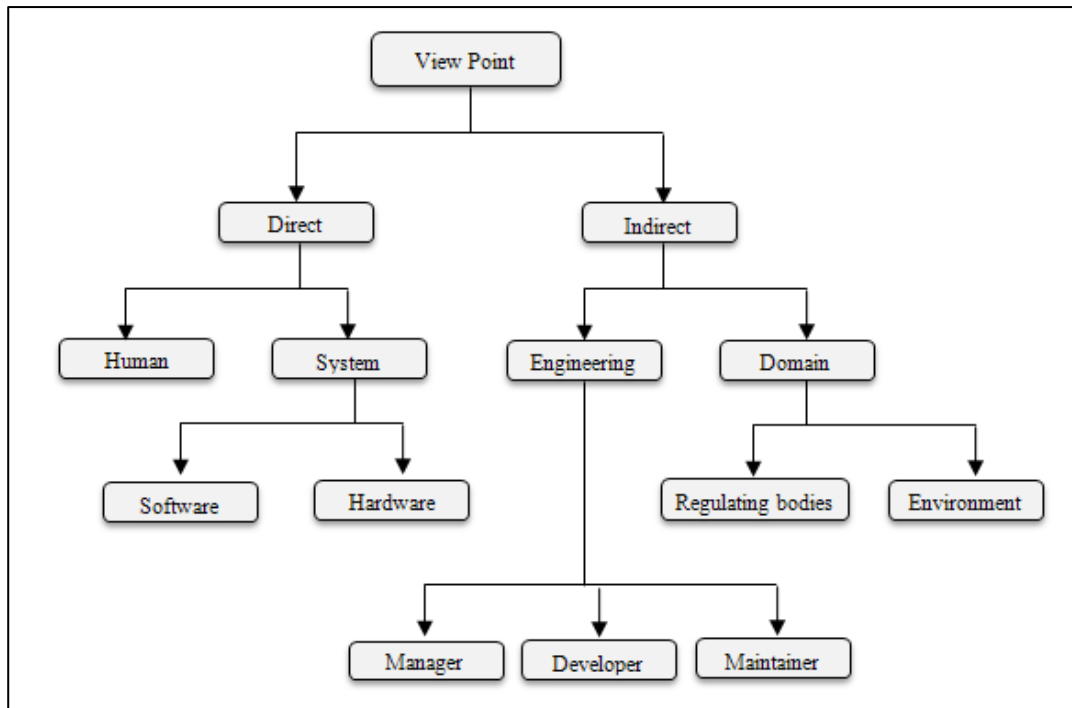 View Point
Direct
Indirect
Human
System
Engineering
Domain
Software
Hardware
Regulating bodies
Environment
Manager
Developer
Maintainer